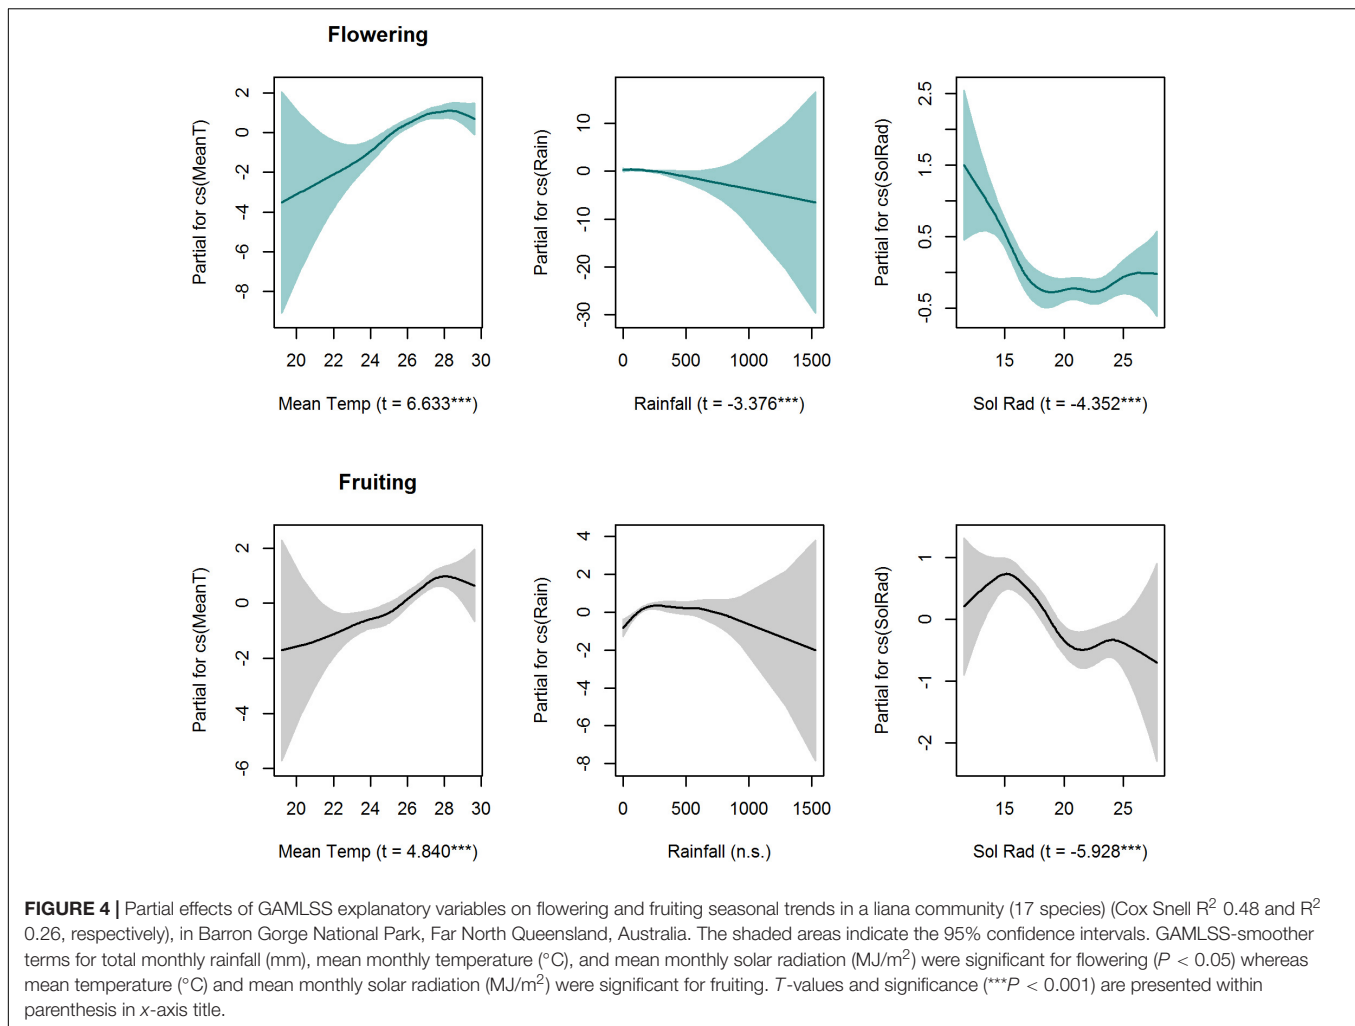 Flowering
Partial for cs(MeanT)
2
0
-2
-4
-6
-8
20 22 24 26 28 30
Mean Temp (t = 6.633***)
Partial for cs(Rain)
10
0
-10
-20
-30
0 500 1000 1500
Rainfall (t = -3.376***)
Partial for cs(SolRad)
2.5
1.5
0.5
-0.5
15 20 25
Sol Rad (t = -4.352***)
Fruiting
Partial for cs(MeanT)
2
0
-2
-4
-6
20 22 24 26 28 30
Mean Temp (t = 4.840***)
Partial for cs(Rain)
4
2
0
-2
-4
-6
-8
0 500 1000 1500
Rainfall (n.s.)
Partial for cs(SolRad)
1
0
-1
-2
15 20 25
Sol Rad (t = -5.928***)
FIGURE 4 | Partial effects of GAMLSS explanatory variables on flowering and fruiting seasonal trends in a liana community (17 species) (Cox Snell R² 0.48 and R²
0.26, respectively), in Barron Gorge National Park, Far North Queensland, Australia. The shaded areas indicate the 95% confidence intervals. GAMLSS-smoother
terms for total monthly rainfall (mm), mean monthly temperature (°C), and mean monthly solar radiation (MJ/m²) were significant for flowering (P < 0.05) whereas
mean temperature (°C) and mean monthly solar radiation (MJ/m²) were significant for fruiting. T-values and significance (***P < 0.001) are presented within
parenthesis in x-axis title.